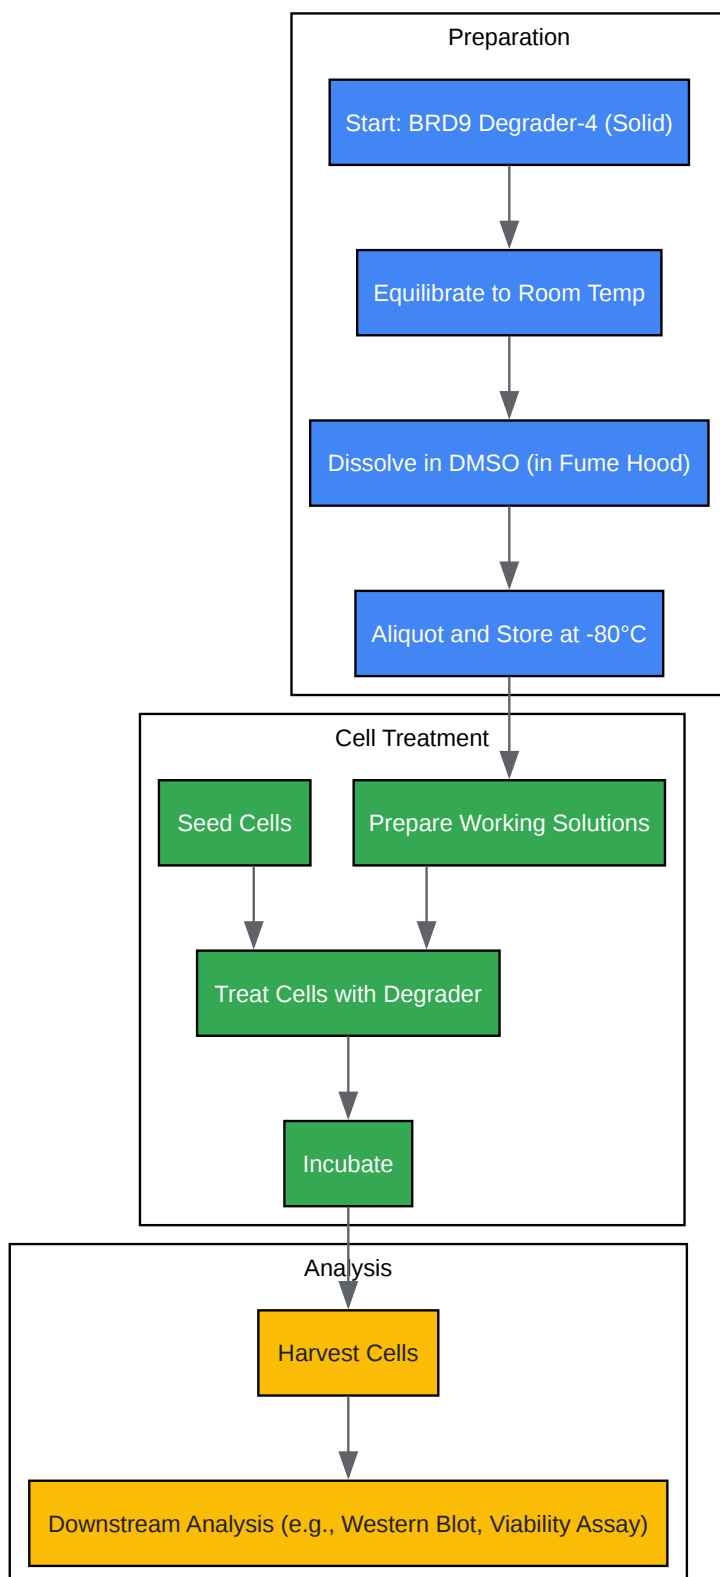 Preparation
Start: BRD9 Degrader-4 (Solid)
Equilibrate to Room Temp
Dissolve in DMSO (in Fume Hood)
Aliquot and Store at -80°C
Cell Treatment
Seed Cells
Prepare Working Solutions
Treat Cells with Degrader
Incubate
Analysis
Harvest Cells
Downstream Analysis (e.g., Western Blot, Viability Assay)